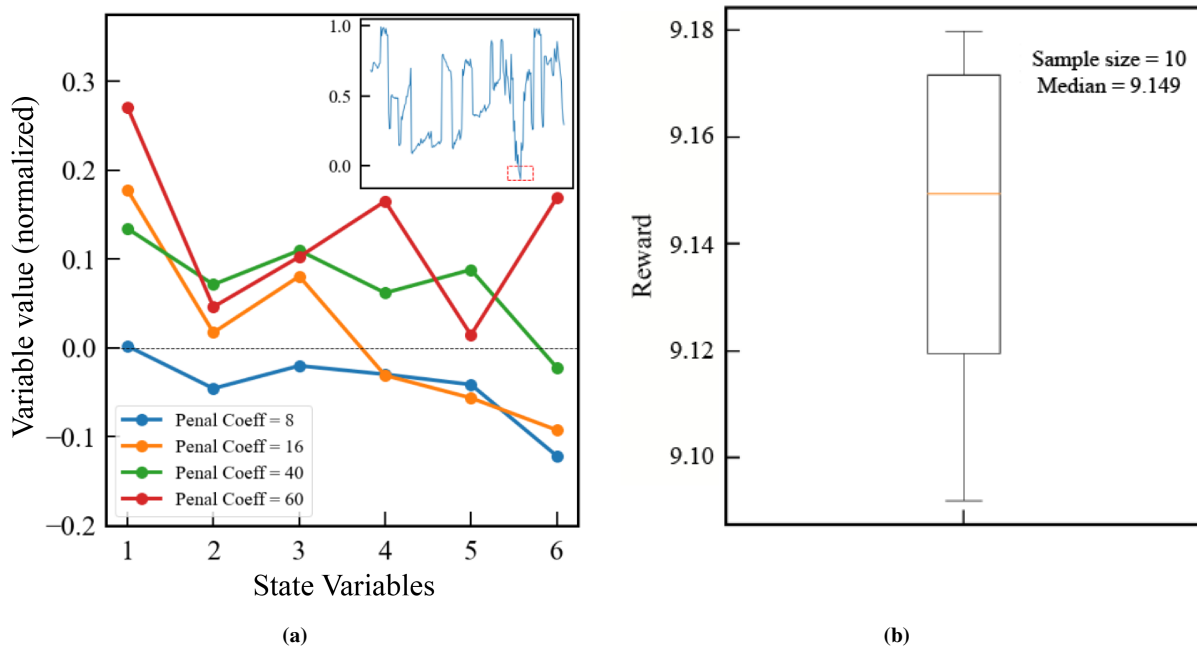 Variable value (normalized)
0.3
0.2
0.1
0.0
−0.1
−0.2
1.0
0.5
0.0
Penal Coeff = 8
Penal Coeff = 16
Penal Coeff = 40
Penal Coeff = 60
1 2 3 4 5 6
State Variables
(a)
Reward
9.18
9.16
9.14
9.12
9.10
Sample size = 10
Median = 9.149
(b)